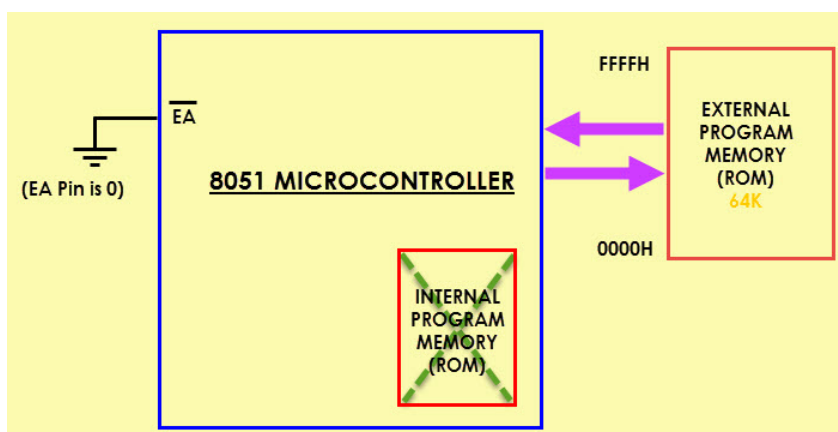 FFFFH
EA
(EA Pin is 0)
8051 MICROCONTROLLER
EXTERNAL
PROGRAM
MEMORY
(ROM)
64K
0000H
INTERNAL
PROGRAM
MEMORY
(ROM)